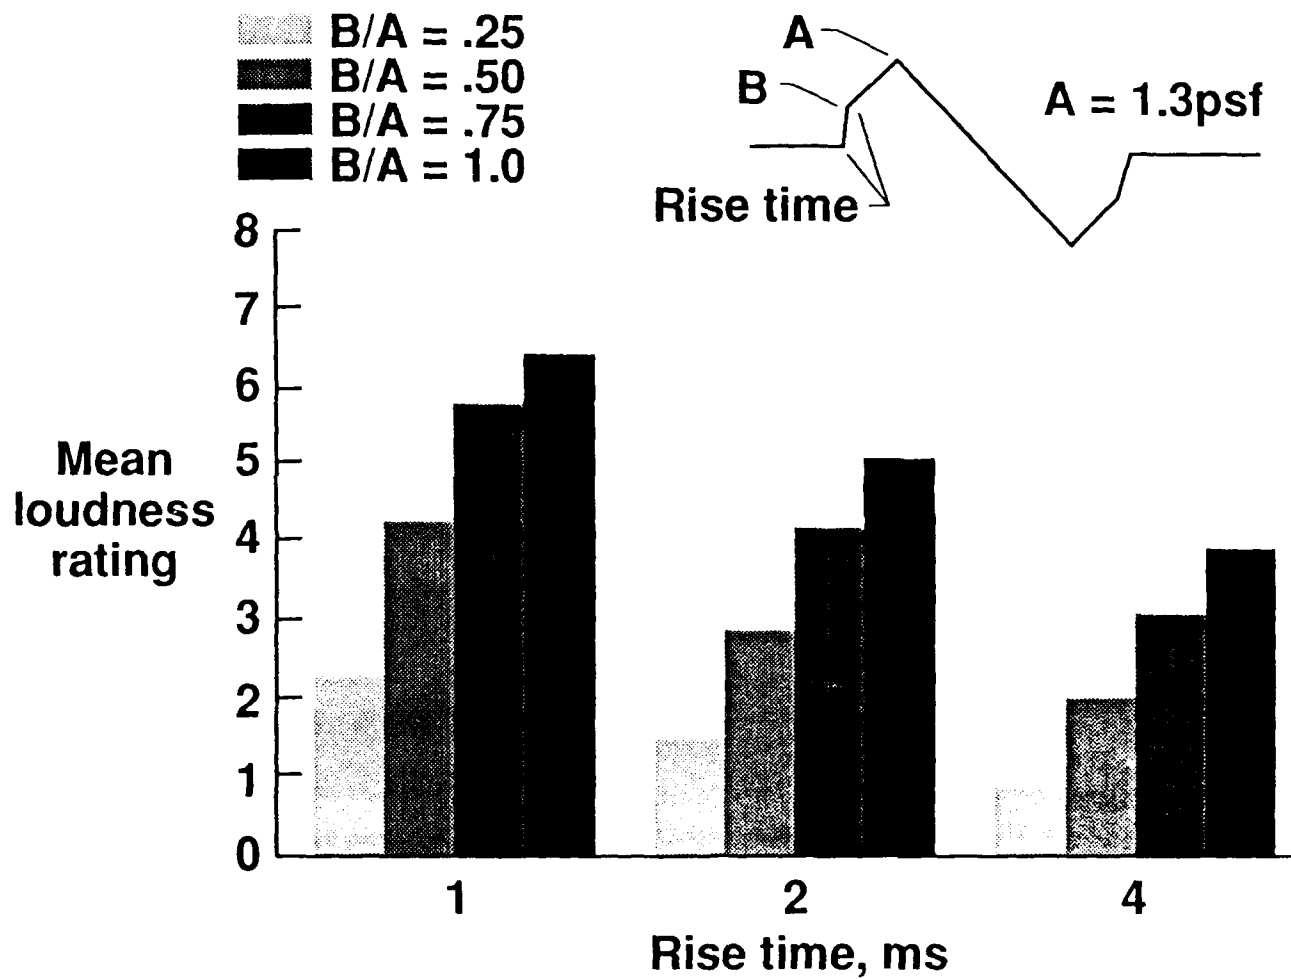 B/A = .25
B/A = .50
B/A = .75
B/A = 1.0
A
B
A = 1.3psf
Rise time
8
7
6
5
4
3
2
1
0
Mean
loudness
rating
1
2
4
Rise time, ms